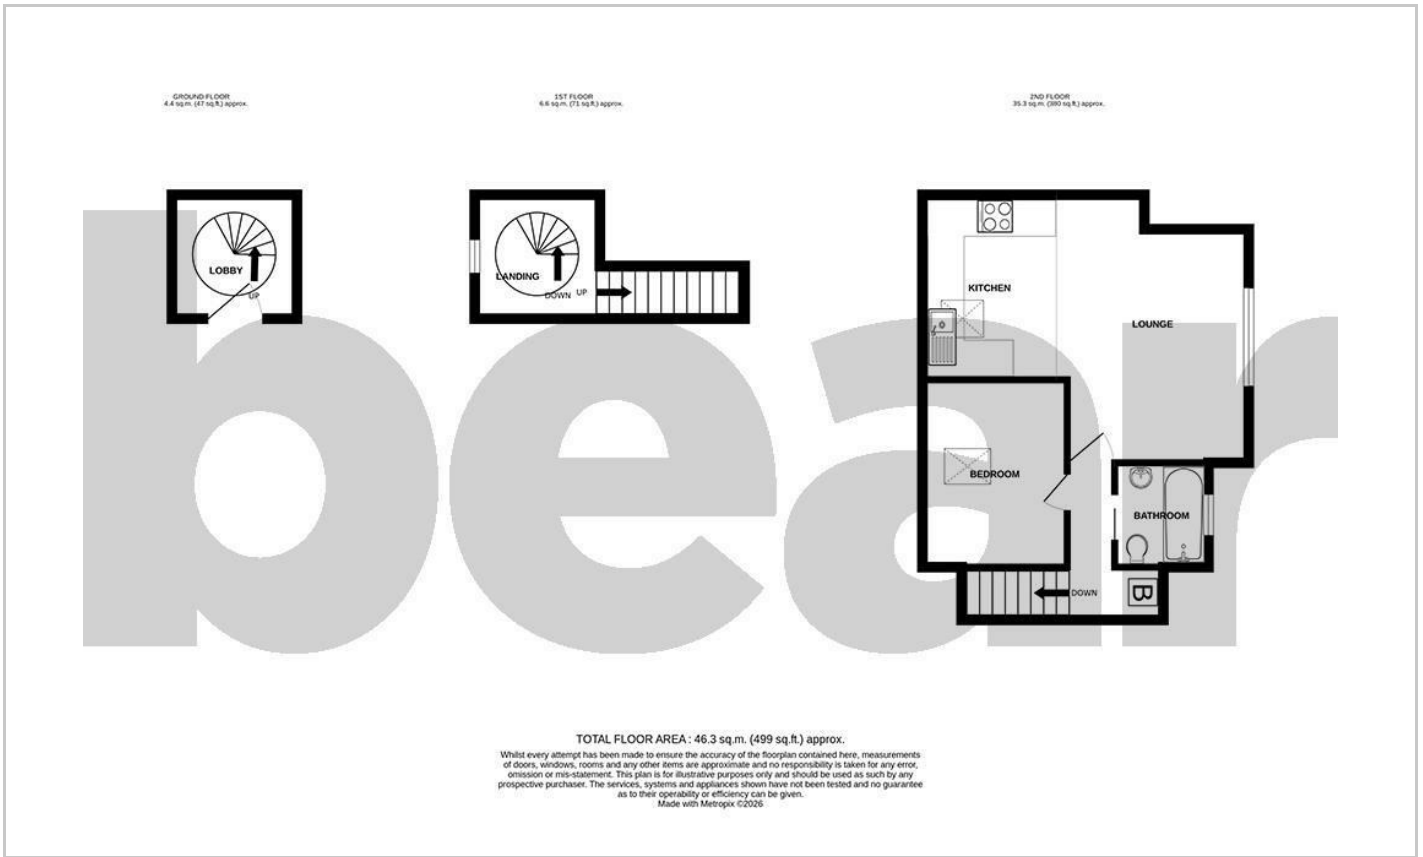 GROUND FLOOR
4.4 sq.m. (47 sq.ft.) approx.
1ST FLOOR
6.6 sq.m. (71 sq.ft.) approx.
2ND FLOOR
35.3 sq.m. (380 sq.ft.) approx.
LOBBY
UP
LANDING
DOWN
UP
KITCHEN
LOUNGE
BEDROOM
BATHROOM
DOWN
B
bear
TOTAL FLOOR AREA : 46.3 sq.m. (499 sq.ft.) approx.
Whilst every attempt has been made to ensure the accuracy of the floorplan contained here, measurements
of doors, windows, rooms and any other items are approximate and no responsibility is taken for any error,
omission or mis-statement. This plan is for illustrative purposes only and should be used as such by any
prospective purchaser. The services, systems and appliances shown have not been tested and no guarantee
as to their operability or efficiency can be given.
Made with Metropix ©2026